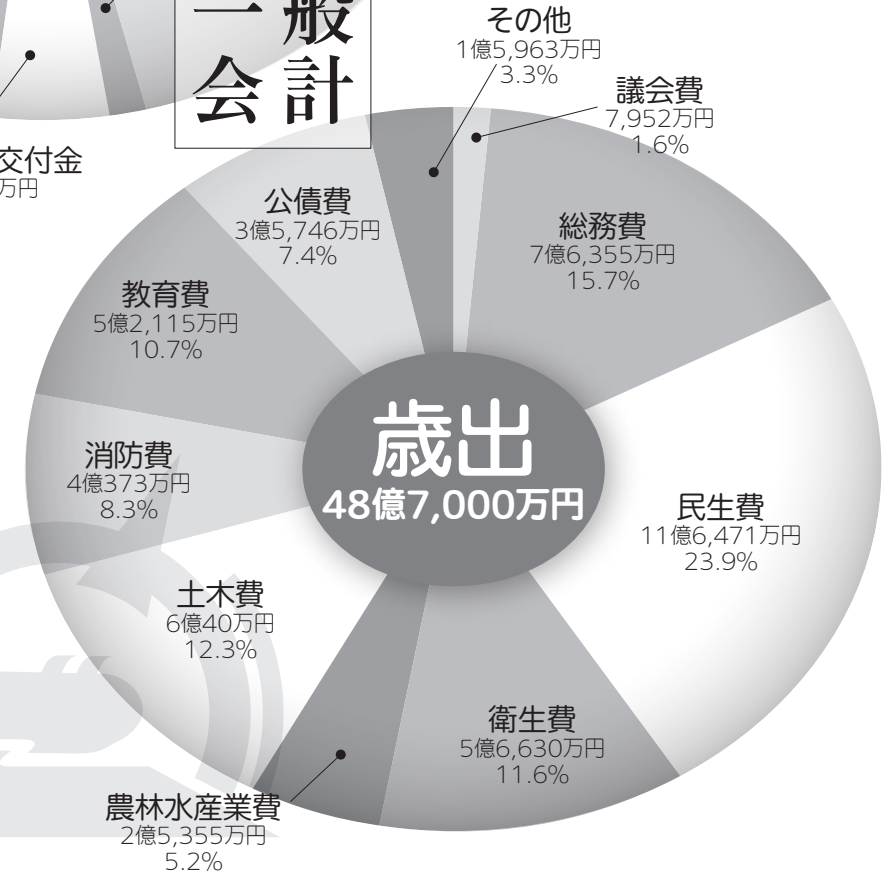 一般
会計
交付金
万円
その他
1億5,963万円
3.3%
議会費
7,952万円
1.6%
総務費
7億6,355万円
15.7%
民生費
11億6,471万円
23.9%
衛生費
5億6,630万円
11.6%
農林水産業費
2億5,355万円
5.2%
土木費
6億40万円
12.3%
消防費
4億373万円
8.3%
教育費
5億2,115万円
10.7%
公債費
3億5,746万円
7.4%
歳出
48億7,000万円